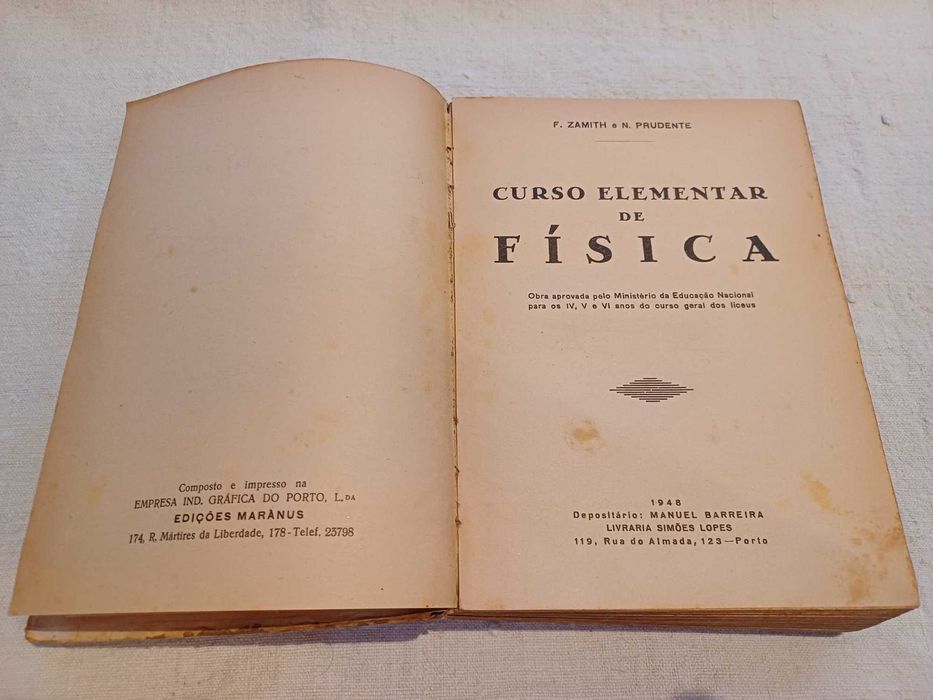 Composto e impresso na
EMPRESA IND. GRÁFICA DO PORTO, L.DA
EDIÇÕES MARÀNUS
174, R. Mártires da Liberdade, 178-Telef. 23798
F. ZAMITH e N. PRUDENTE
CURSO ELEMENTAR
DE
FÍSICA
Obra aprovada pelo Ministério da Educação Nacional
para os IV, V e VI anos do curso geral dos liceus
1948
Depositário: MANUEL BARREIRA
LIVRARIA SIMÕES LOPES
119, Rua do Almada, 123—Porto